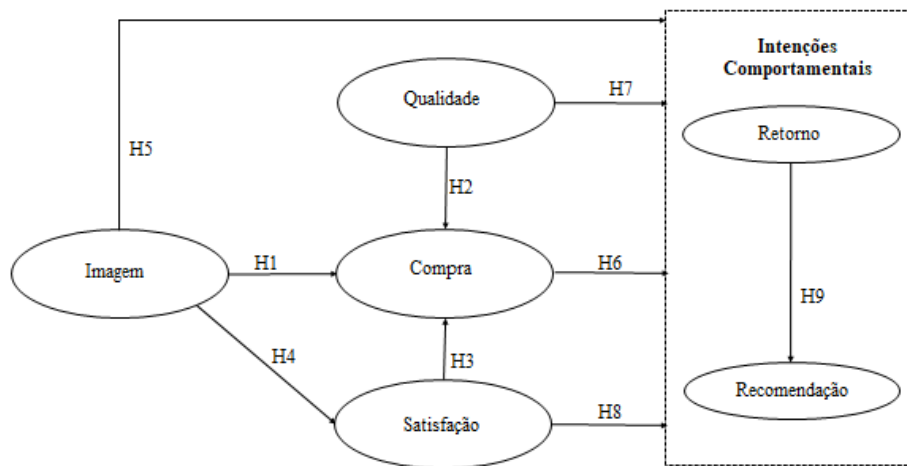 Intenções
Comportamentais
Qualidade
H7
Retorno
H5
H2
Imagem
H1
Compra
H6
H9
H4
H3
Recomendação
Satisfação
H8